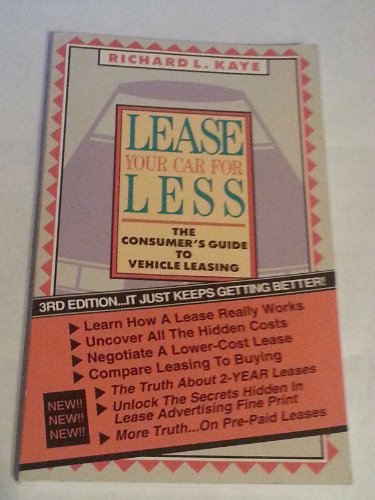 RICHARD L. KAYE
LEASE
YOUR CAR FOR
LESS
THE
CONSUMER'S GUIDE
TO
VEHICLE LEASING
3RD EDITION...IT JUST KEEPS GETTING BETTER!
Learn How A Lease Really Works
Uncover All The Hidden Costs
Negotiate A Lower-Cost Lease
Compare Leasing To Buying
NEW!!
NEW!!
NEW!!
The Truth About 2-YEAR Leases
Unlock The Secrets Hidden In
Lease Advertising Fine Print
More Truth...On Pre-Paid Leases